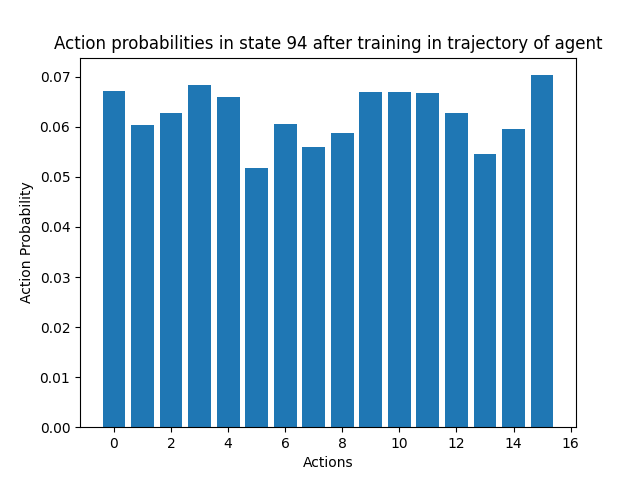 Action probabilities in state 94 after training in trajectory of agent
0.07
0.06
0.05
0.04
0.03
0.02
0.01
0.00
Action Probability
0 2 4 6 8 10 12 14 16
Actions